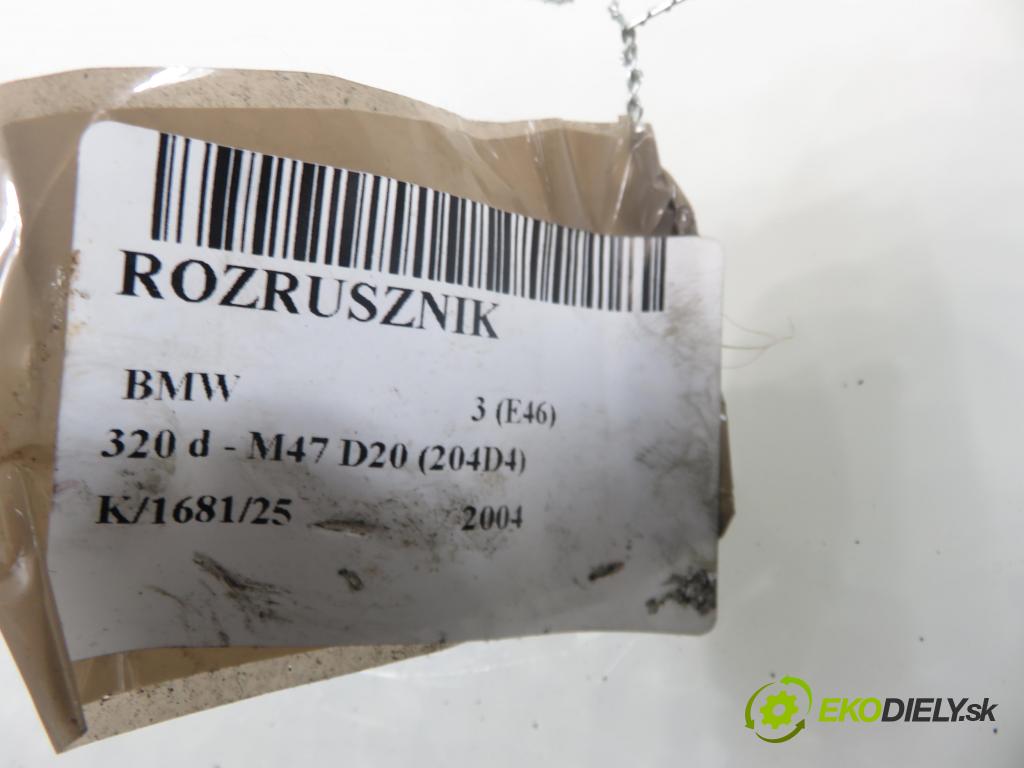 ROZRUSZNIK
BMW 3 (E46)
320 d - M47 D20 (204D4)
K/1681/25 2004
EKODIELY.sk